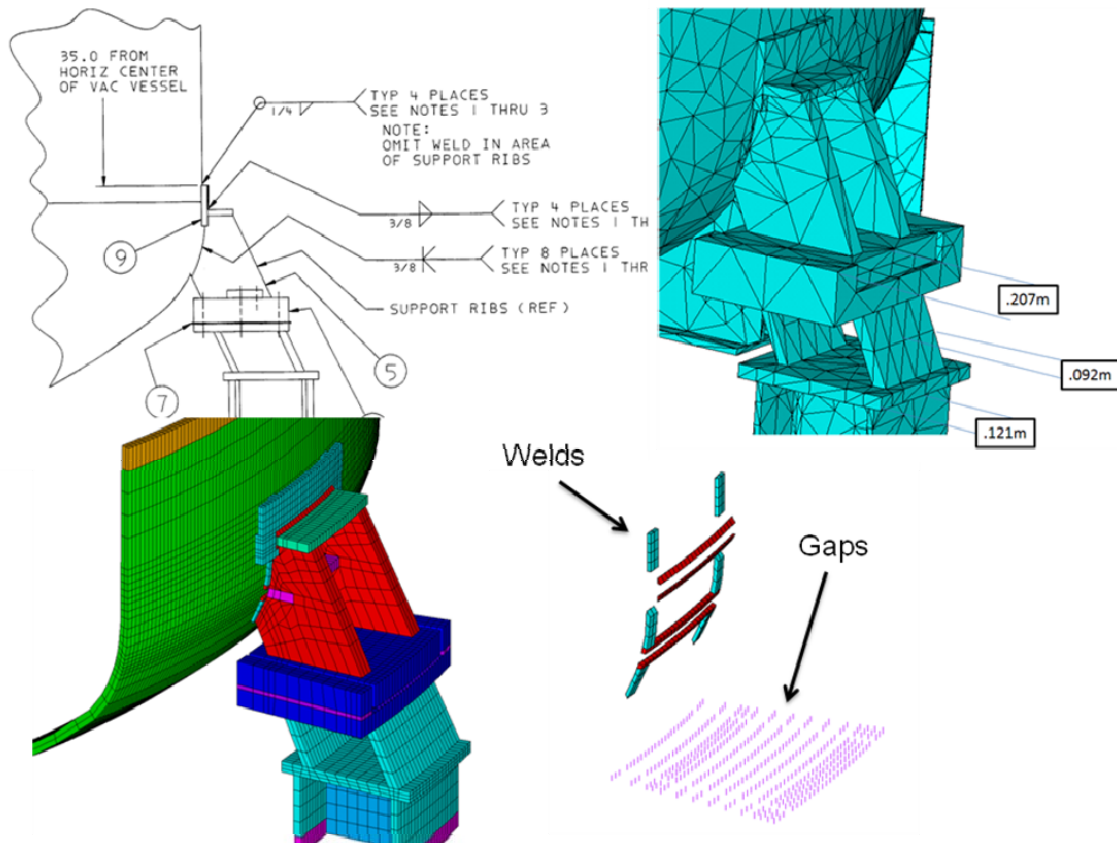 35.0 FROM
HORIZ CENTER
OF VAC VESSEL
1/4
TYP 4 PLACES
SEE NOTES 1 THRU 3
NOTE:
OMIT WELD IN AREA
OF SUPPORT RIBS
3/8
TYP 4 PLACES
SEE NOTES 1 TH
3/8
TYP 8 PLACES
SEE NOTES 1 THR
SUPPORT RIBS (REF)
9
7
5
.207m
.092m
.121m
Welds
Gaps